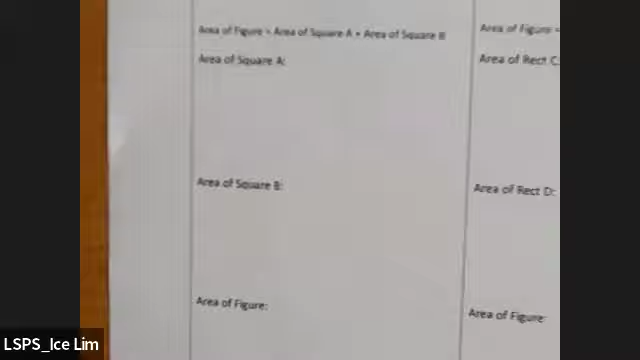 Area of Figure = Area of Square A + Area of Square B
Area of Square A:
Area of Square B:
Area of Figure:
Area of Figure =
Area of Rect C:
Area of Rect D:
Area of Figure:
LSPS_Ice Lim